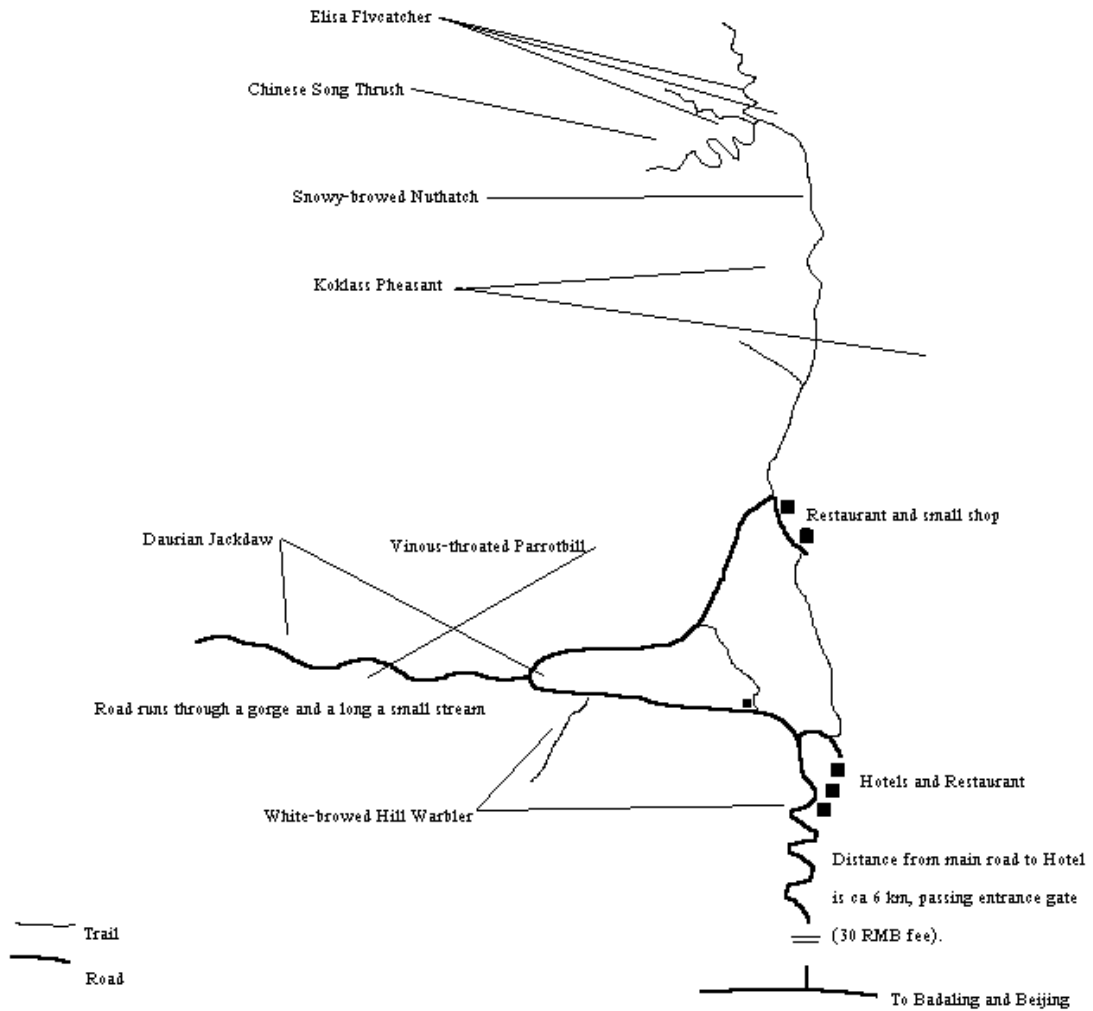 Elisa Flycatcher
Chinese Song Thrush
Snowy-browed Nuthatch
Koklass Pheasant
Restaurant and small shop
Daurian Jackdaw
Vinous-throated Parrotbill
Road runs through a gorge and a long a small stream
Hotels and Restaurant
White-browed Hill Warbler
Distance from main road to Hotel
is ca 6 km, passing entrance gate
(30 RMB fee).
Trail
Road
To Badaling and Beijing